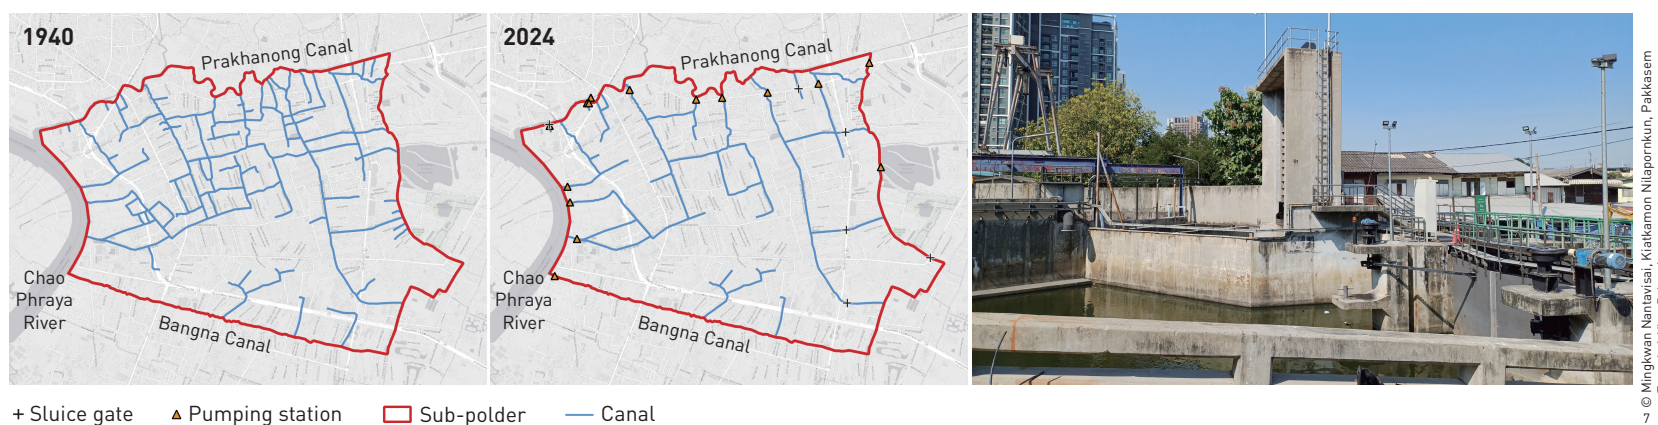 1940
Prakhanong Canal
Chao
Phraya
River
Bangna Canal
2024
Prakhanong Canal
Chao
Phraya
River
Bangna Canal
+ Sluice gate
Pumping station
Sub-polder
Canal
7 © Mingkwan Nantavisai, Kiatkamon Nilapornkun, Pakkasem